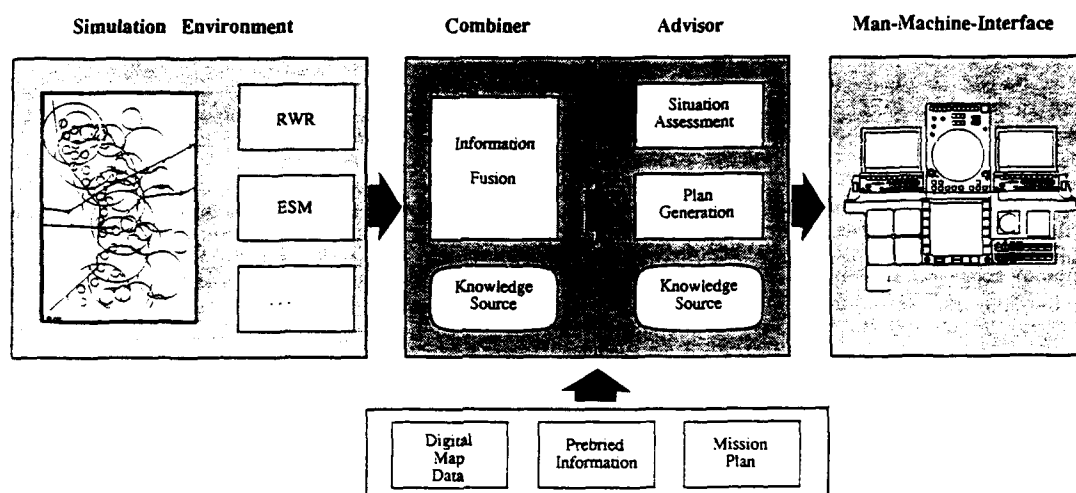 Simulation Environment
Combiner
Advisor
Man-Machine-Interface
RWR
ESM
...
Information
Fusion
Knowledge
Source
Situation
Assessment
Plan
Generation
Knowledge
Source
Digital
Map
Data
Prebried
Information
Mission
Plan